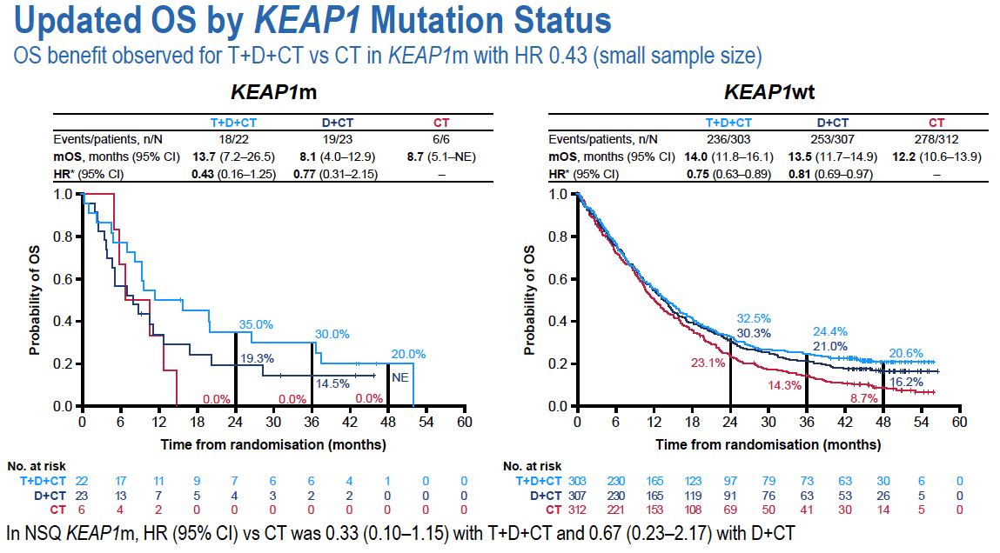 Updated OS by KEAP1 Mutation Status
OS benefit observed for T+D+CT vs CT in KEAP1m with HR 0.43 (small sample size)
KEAP1m
T+D+CT D+CT CT
Events/patients, n/N 18/22 19/23 6/6
mOS, months (95% CI) 13.7 (7.2–26.5) 8.1 (4.0–12.9) 8.7 (5.1–NE)
HR* (95% CI) 0.43 (0.16–1.25) 0.77 (0.31–2.15) –
Probability of OS
1.0
0.8
0.6
0.4
0.2
0.0
35.0%
30.0%
20.0%
19.3%
14.5%
NE
0.0%
0.0%
0.0%
0 6 12 18 24 30 36 42 48 54 60
Time from randomisation (months)
No. at risk
T+D+CT 22 17 11 9 7 6 6 4 1 0 0
D+CT 23 13 7 5 4 3 2 2 0 0 0
CT 6 4 2 0 0 0 0 0 0 0 0
KEAP1wt
T+D+CT D+CT CT
Events/patients, n/N 236/303 253/307 278/312
mOS, months (95% CI) 14.0 (11.8–16.1) 13.5 (11.7–14.9) 12.2 (10.6–13.9)
HR* (95% CI) 0.75 (0.63–0.89) 0.81 (0.69–0.97) –
Probability of OS
1.0
0.8
0.6
0.4
0.2
0.0
32.5%
30.3%
23.1%
24.4%
21.0%
14.3%
20.6%
16.2%
8.7%
0 6 12 18 24 30 36 42 48 54 60
Time from randomisation (months)
No. at risk
T+D+CT 303 230 165 123 97 79 73 63 30 6 0
D+CT 307 230 165 119 91 76 63 53 26 5 0
CT 312 221 153 108 69 50 41 30 14 5 0
In NSQ KEAP1m, HR (95% CI) vs CT was 0.33 (0.10–1.15) with T+D+CT and 0.67 (0.23–2.17) with D+CT